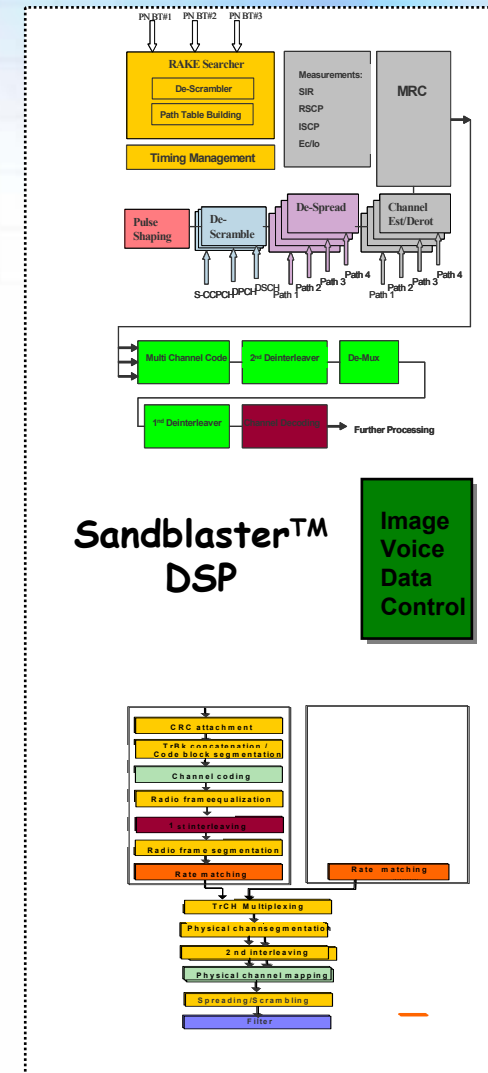 PN BT#1 PN BT#2 PN BT#3
RAKE Searcher
De-Scrambler
Path Table Building
Timing Management
Measurements:
SIR
RSCP
ISCP
Ec/Io
MRC
Pulse
Shaping
De-
Scramble
De-Spread
Channel
Est/Derot
S-CCPCH
DPCH
DSCH
Path 1
Path 2
Path 3
Path 4
Path 1
Path 2
Path 3
Path 4
Multi Channel Code
2nd Deinterleaver
De-Mux
1st Deinterleaver
Further Processing
Sandblaster™
DSP
Image
Voice
Data
Control
CRC attachment
TrBk concatenation /
Code block segmentation
Channel coding
Radio frameequalization
1st interleaving
Radio frame segmentation
Rate matching
Rate matching
TrCH Multiplexing
Physical channsegmentation
2nd interleaving
Physical channel mapping
Spreading/Scrambling
Filter